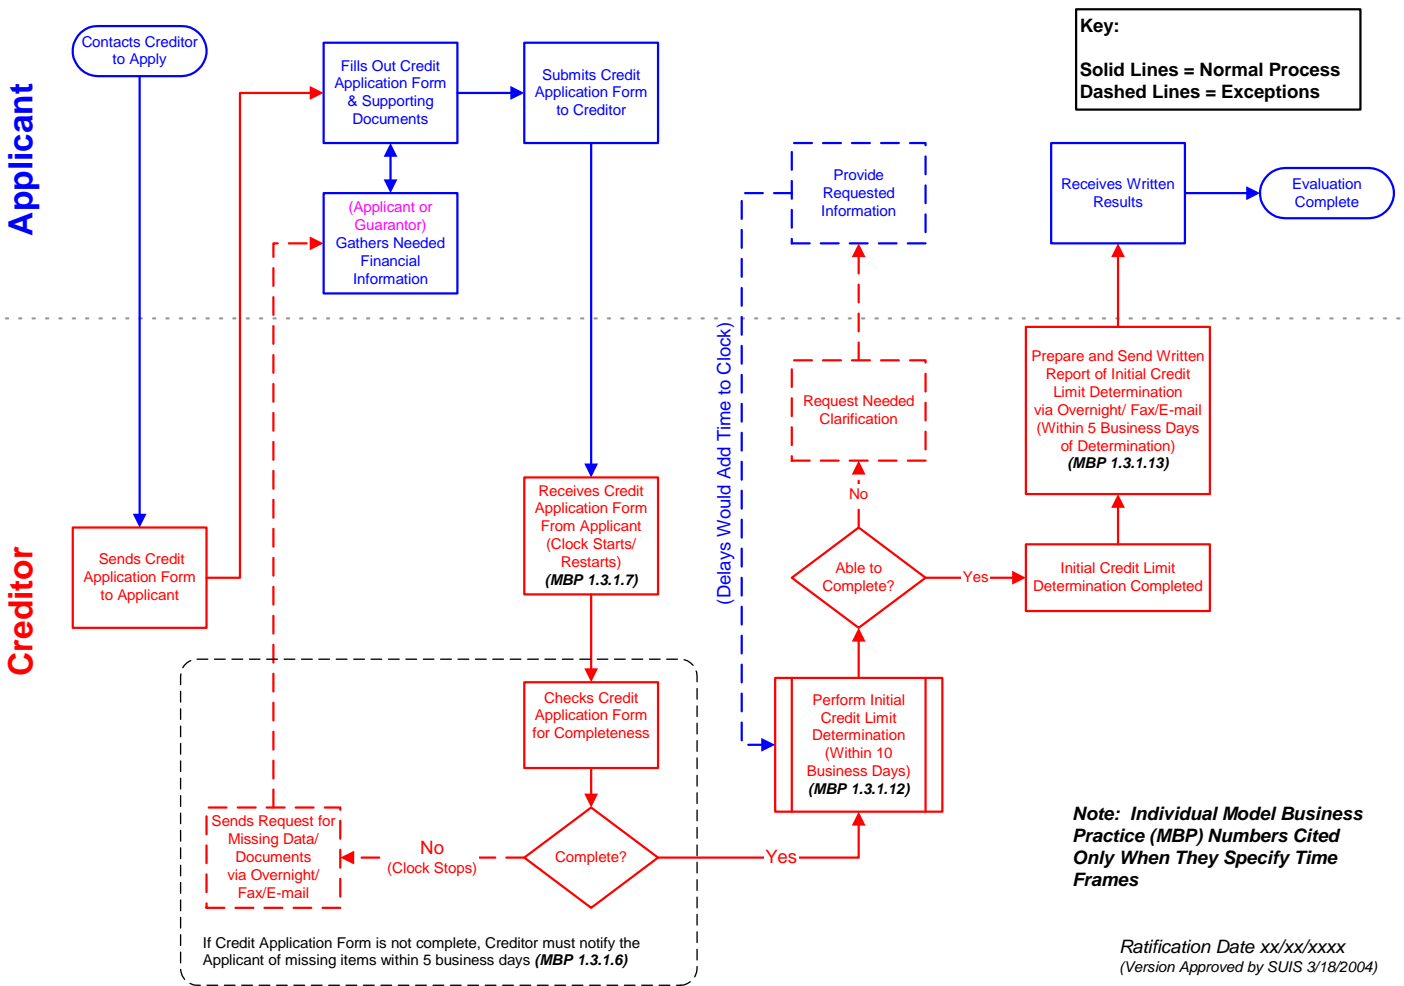 Applicant
Contacts Creditor
to Apply
Fills Out Credit
Application Form
& Supporting
Documents
Submits Credit
Application Form
to Creditor
Key:
Solid Lines = Normal Process
Dashed Lines = Exceptions
(Applicant or
Guarantor)
Gathers Needed
Financial
Information
Provide
Requested
Information
Receives Written
Results
Evaluation
Complete
Creditor
Sends Credit
Application Form
to Applicant
Receives Credit
Application Form
From Applicant
(Clock Starts/
Restarts)
(MBP 1.3.1.7)
(Delays Would Add Time to Clock)
Request Needed
Clarification
No
Able to
Complete?
Yes
Prepare and Send Written
Report of Initial Credit
Limit Determination
via Overnight/ Fax/E-mail
(Within 5 Business Days
of Determination)
(MBP 1.3.1.13)
Initial Credit Limit
Determination Completed
Checks Credit
Application Form
for Completeness
Perform Initial
Credit Limit
Determination
(Within 10
Business Days)
(MBP 1.3.1.12)
Sends Request for
Missing Data/
Documents
via Overnight/
Fax/E-mail
No
(Clock Stops)
Complete?
Yes
If Credit Application Form is not complete, Creditor must notify the
Applicant of missing items within 5 business days (MBP 1.3.1.6)
Note: Individual Model Business
Practice (MBP) Numbers Cited
Only When They Specify Time
Frames
Ratification Date xx/xx/xxxx
(Version Approved by SUIS 3/18/2004)